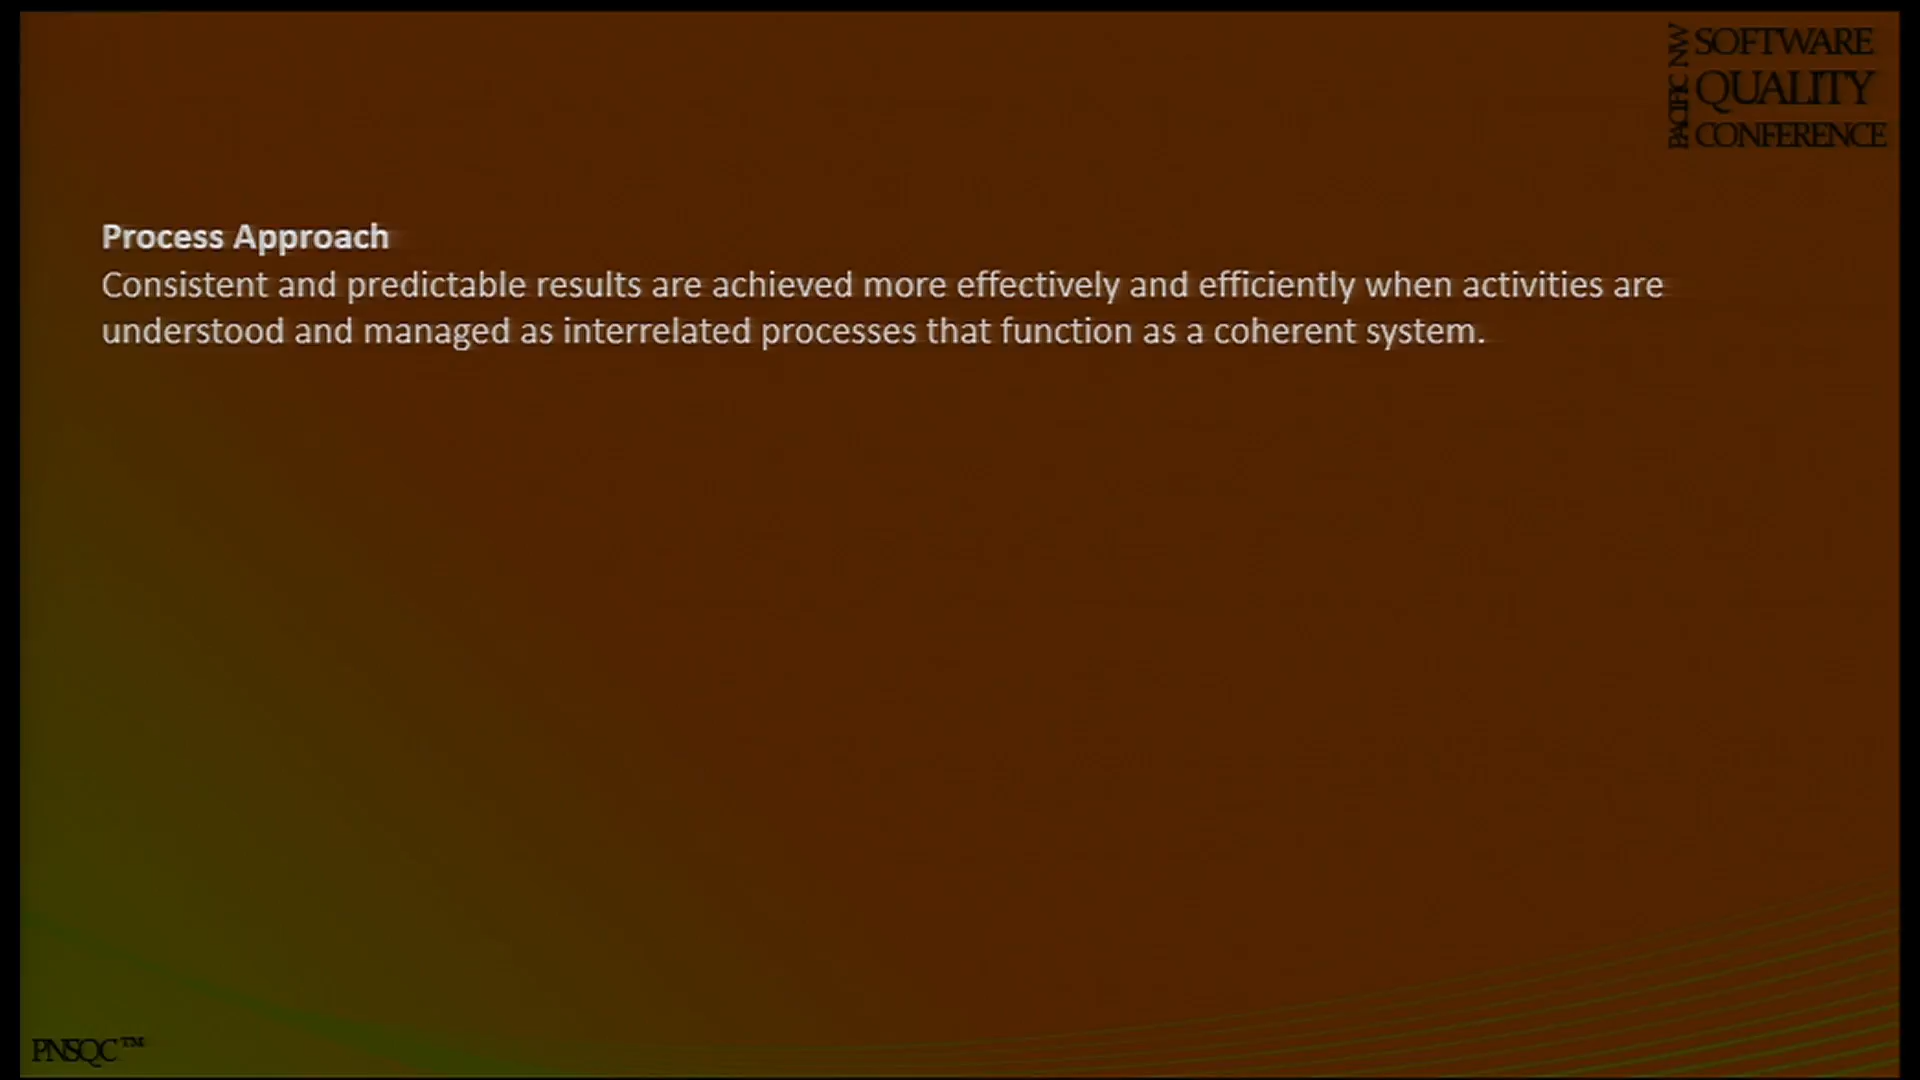 PACIFIC NW
SOFTWARE
QUALITY
CONFERENCE
Process Approach
Consistent and predictable results are achieved more effectively and efficiently when activities are
understood and managed as interrelated processes that function as a coherent system.
PNSQC™